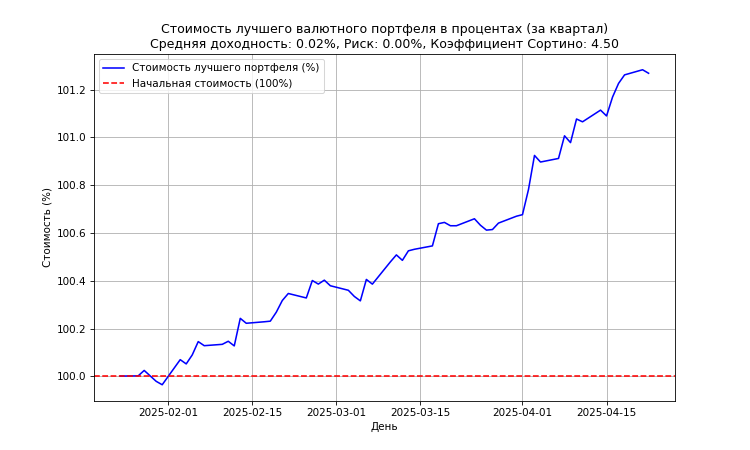 Стоимость лучшего валютного портфеля в процентах (за квартал)
Средняя доходность: 0.02%, Риск: 0.00%, Коэффициент Сортино: 4.50
Стоимость лучшего портфеля (%)
Начальная стоимость (100%)
Стоимость (%)
101.2
101.0
100.8
100.6
100.4
100.2
100.0
2025-02-01 2025-02-15 2025-03-01 2025-03-15 2025-04-01 2025-04-15
День